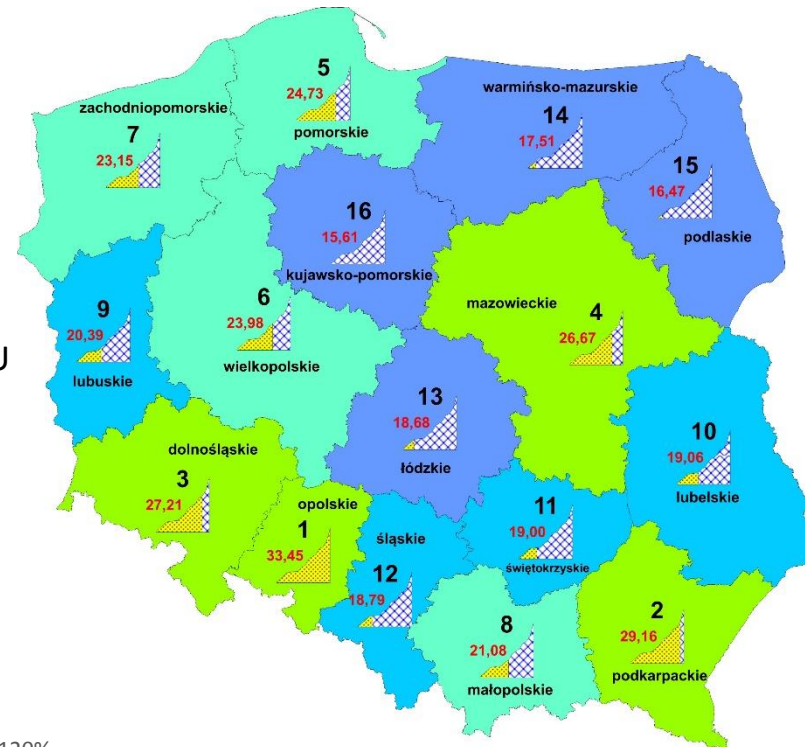 5
24,73
pomorskie
zachodniopomorskie
7
23,15
warmińsko-mazurskie
14
17,51
15
16,47
podlaskie
16
15,61
kujawsko-pomorskie
9
20,39
lubuskie
6
23,98
wielkopolskie
mazowieckie
4
26,67
U
13
18,68
łódzkie
10
19,06
lubelskie
dolnośląskie
3
27,21
opolskie
1
33,45
śląskie
12
18,79
11
19,00
świętokrzyskie
8
21,08
małopolskie
2
29,16
podkarpackie